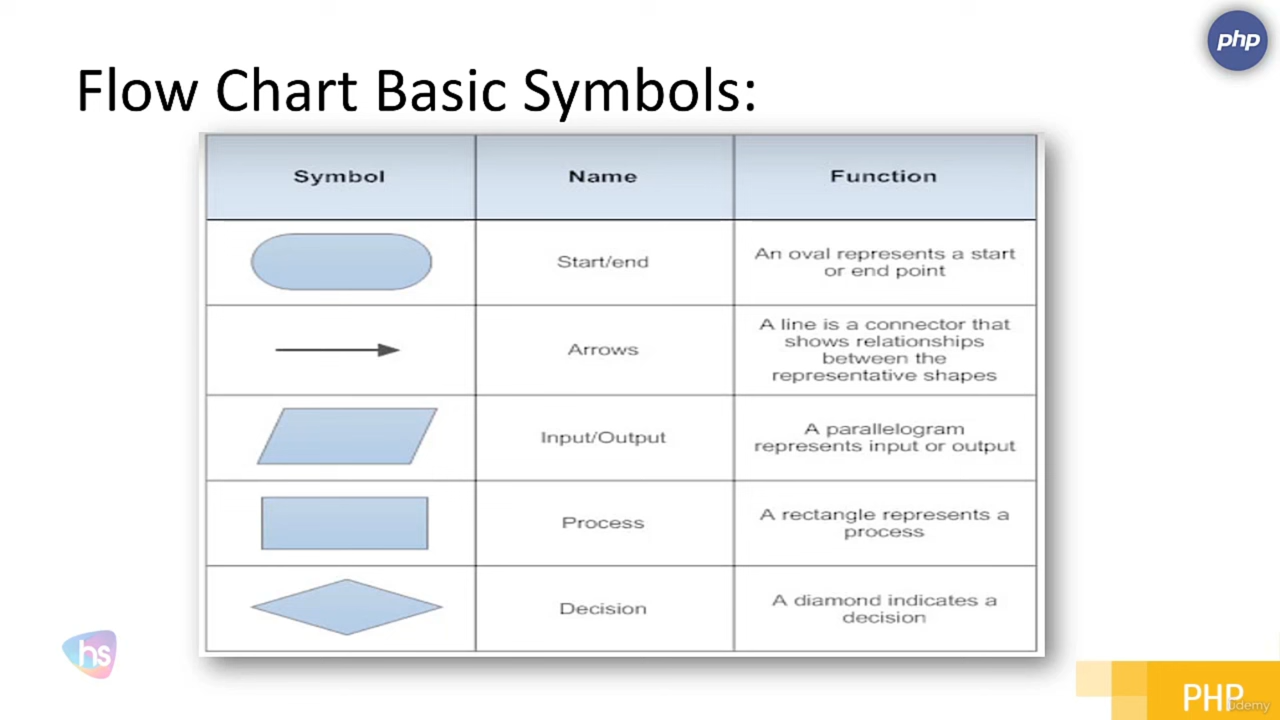 php
Flow Chart Basic Symbols:
Symbol Name Function
Start/end
An oval represents a start
or end point
Arrows
A line is a connector that
shows relationships
between the
representative shapes
Input/Output
A parallelogram
represents input or output
Process
A rectangle represents a
process
Decision
A diamond indicates a
decision
hs
PHP
Udemy